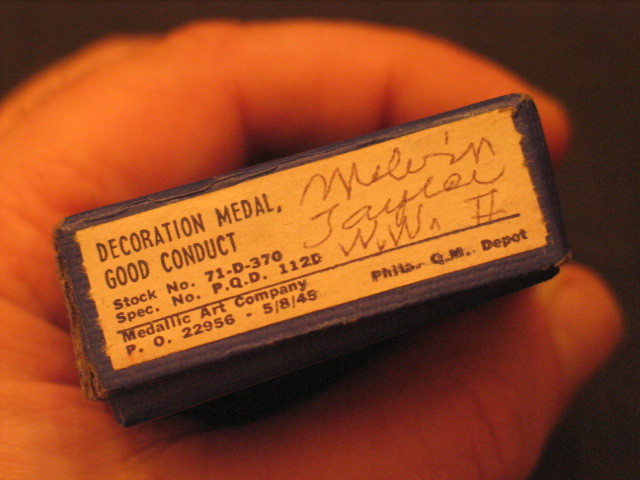 DECORATION MEDAL,
GOOD CONDUCT
Stock No. 71-D-370
Spec. No. P.Q.D. 112D
Medallic Art Company
P. O. 22956 - 5/8/45
Phila. Q.M. Depot
Melvin
Taylor
W.W. II